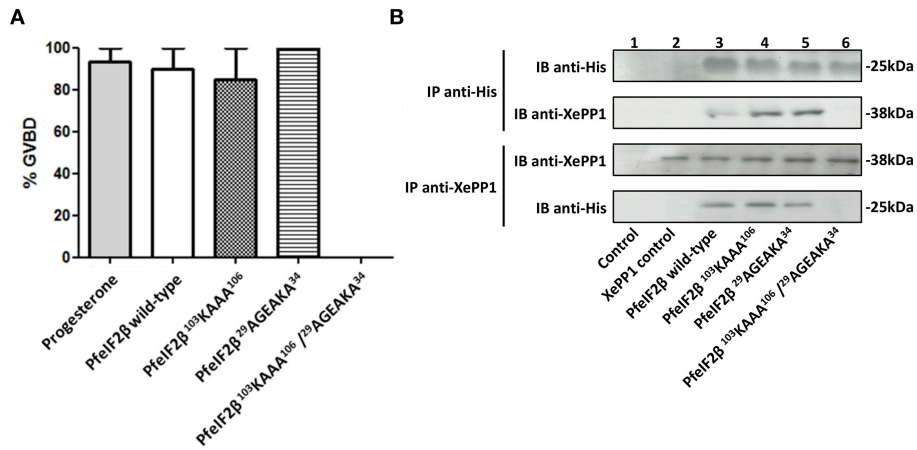 A
% GVBD
100
80
60
40
20
0
Progesterone
PfeIF2β wild-type
PfeIF2β ¹⁰³KAAA¹⁰⁶
PfeIF2β ²⁹AGEAKA³⁴
PfeIF2β ¹⁰³KAAA¹⁰⁶ /²⁹AGEAKA³⁴
B
1 2 3 4 5 6
IP anti-His
IB anti-His -25kDa
IB anti-XePP1 -38kDa
IP anti-XePP1
IB anti-XePP1 -38kDa
IB anti-His -25kDa
Control
XePP1 control
PfeIF2β wild-type
PfeIF2β ¹⁰³KAAA¹⁰⁶
PfeIF2β ²⁹AGEAKA³⁴
PfeIF2β ¹⁰³KAAA¹⁰⁶ /²⁹AGEAKA³⁴